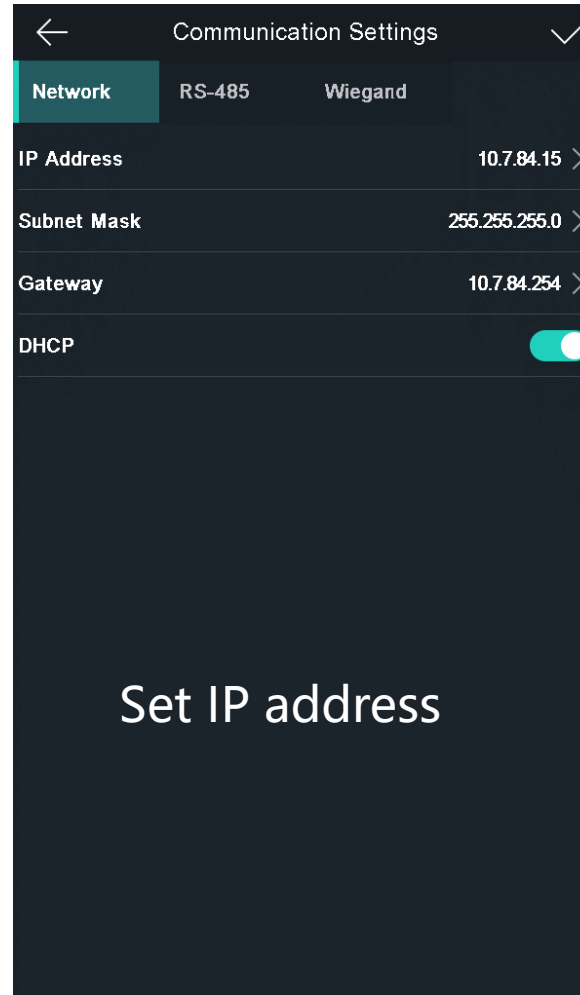 Communication Settings
Network RS-485 Wiegand
IP Address 10.7.84.15
Subnet Mask 255.255.255.0
Gateway 10.7.84.254
DHCP
Set IP address